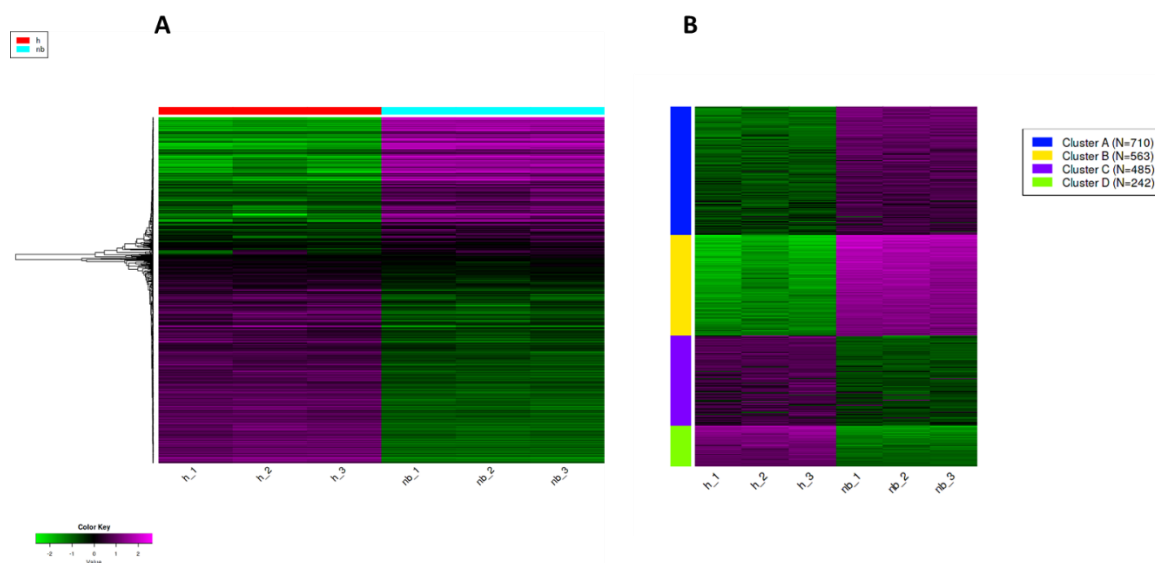 A
B
h
nb
Cluster A (N=710)
Cluster B (N=563)
Cluster C (N=485)
Cluster D (N=242)
h_1 h_2 h_3 nb_1 nb_2 nb_3
h_1 h_2 h_3 nb_1 nb_2 nb_3
Color Key
-2 -1 0 1 2
Value